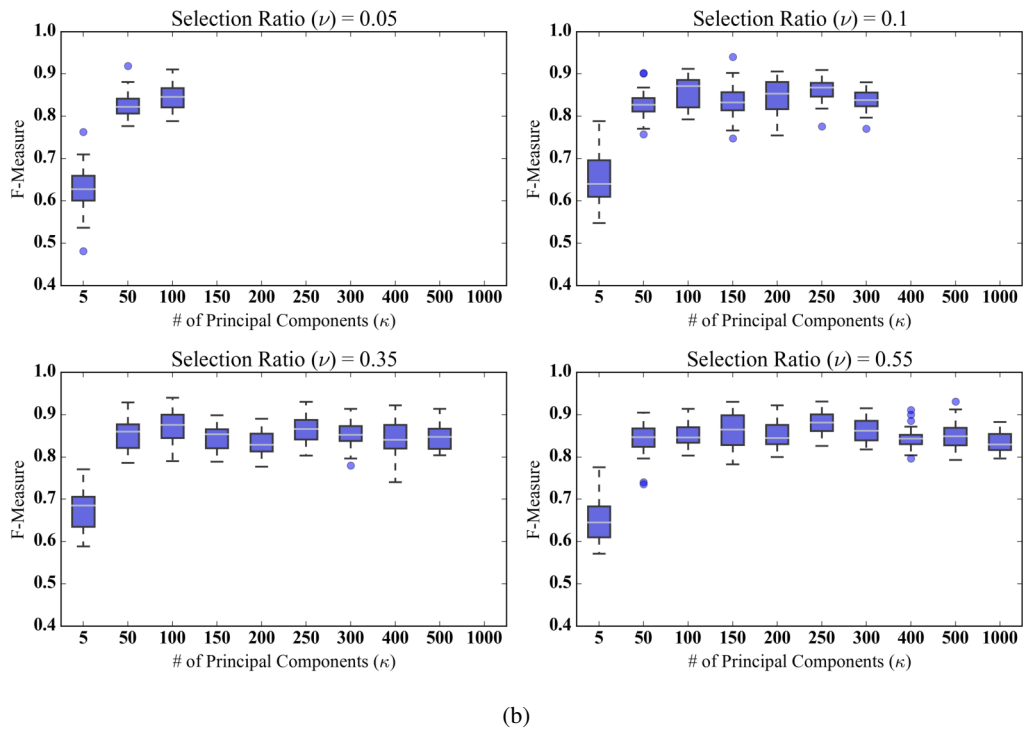 Selection Ratio (ν) = 0.05
1.0
0.9
0.8
0.7
0.6
0.5
0.4
F-Measure
5 50 100 150 200 250 300 400 500 1000
# of Principal Components (κ)
Selection Ratio (ν) = 0.1
1.0
0.9
0.8
0.7
0.6
0.5
0.4
F-Measure
5 50 100 150 200 250 300 400 500 1000
# of Principal Components (κ)
Selection Ratio (ν) = 0.35
1.0
0.9
0.8
0.7
0.6
0.5
0.4
F-Measure
5 50 100 150 200 250 300 400 500 1000
# of Principal Components (κ)
Selection Ratio (ν) = 0.55
1.0
0.9
0.8
0.7
0.6
0.5
0.4
F-Measure
5 50 100 150 200 250 300 400 500 1000
# of Principal Components (κ)
(b)